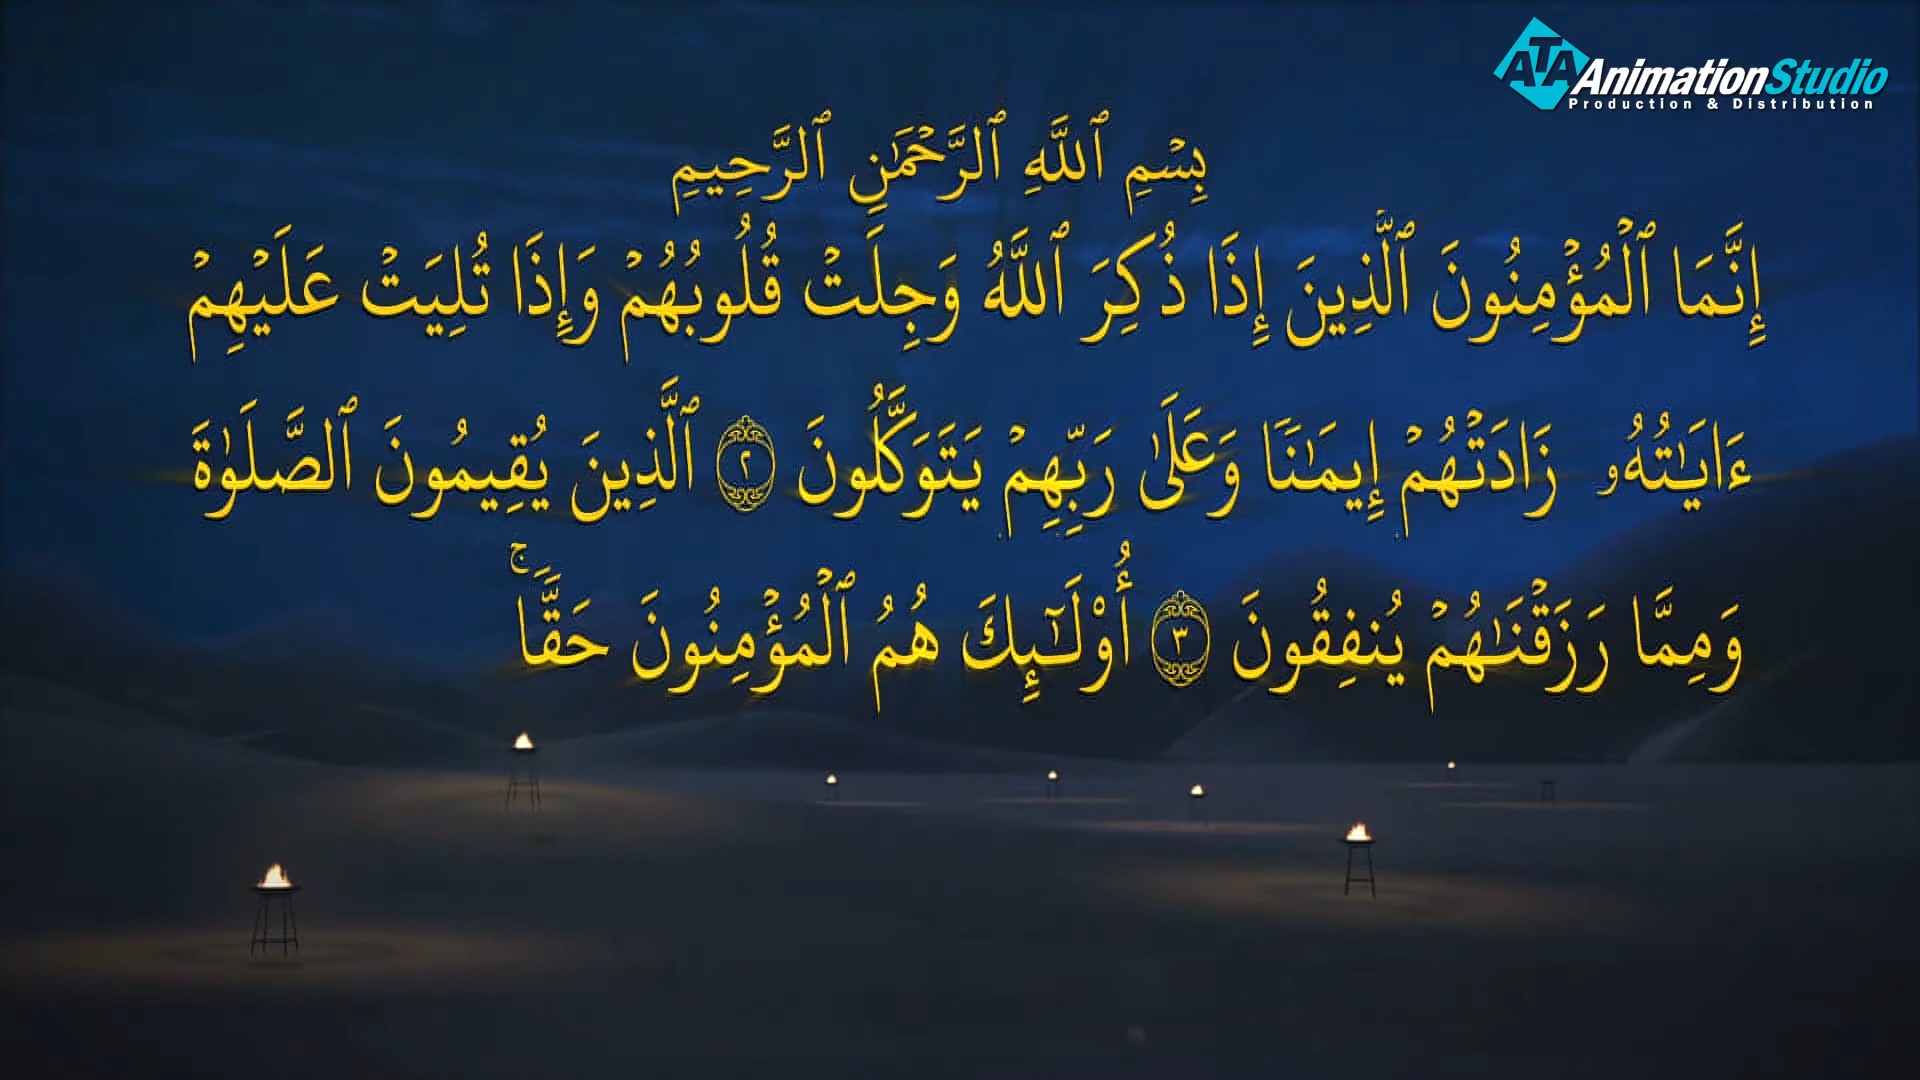 ATA AnimationStudio
Production & Distribution
بِسْمِ ٱللَّهِ ٱلرَّحْمَٰنِ ٱلرَّحِيمِ
إِنَّمَا ٱلْمُؤْمِنُونَ ٱلَّذِينَ إِذَا ذُكِرَ ٱللَّهُ وَجِلَتْ قُلُوبُهُمْ وَإِذَا تُلِيَتْ عَلَيْهِمْ
ءَايَـٰتُهُۥ زَادَتْهُمْ إِيمَـٰنًا وَعَلَىٰ رَبِّهِمْ يَتَوَكَّلُونَ ٢ ٱلَّذِينَ يُقِيمُونَ ٱلصَّلَوٰةَ
وَمِمَّا رَزَقْنَـٰهُمْ يُنفِقُونَ ٣ أُو۟لَـٰٓئِكَ هُمُ ٱلْمُؤْمِنُونَ حَقًّا ۚ